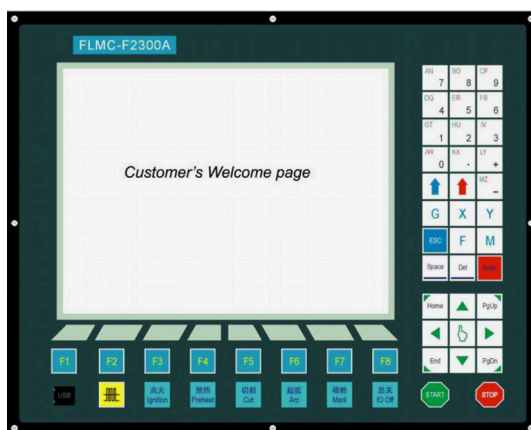 FLMC-F2300A
Customer's Welcome page
AN 7 BO 8 CP 9
DQ 4 ER 5 FS 6
GT 1 HU 2 IV 3
JW 0 KX . LY +
MZ -
G X Y
ESC F M
Space Del Enter
Home PgUp
End PgDn
F1 F2 F3 F4 F5 F6 F7 F8
USB
点火 预热 切割 起弧 喷粉 总关
Ignition Preheat Cut Arc Mark IO Off
START STOP